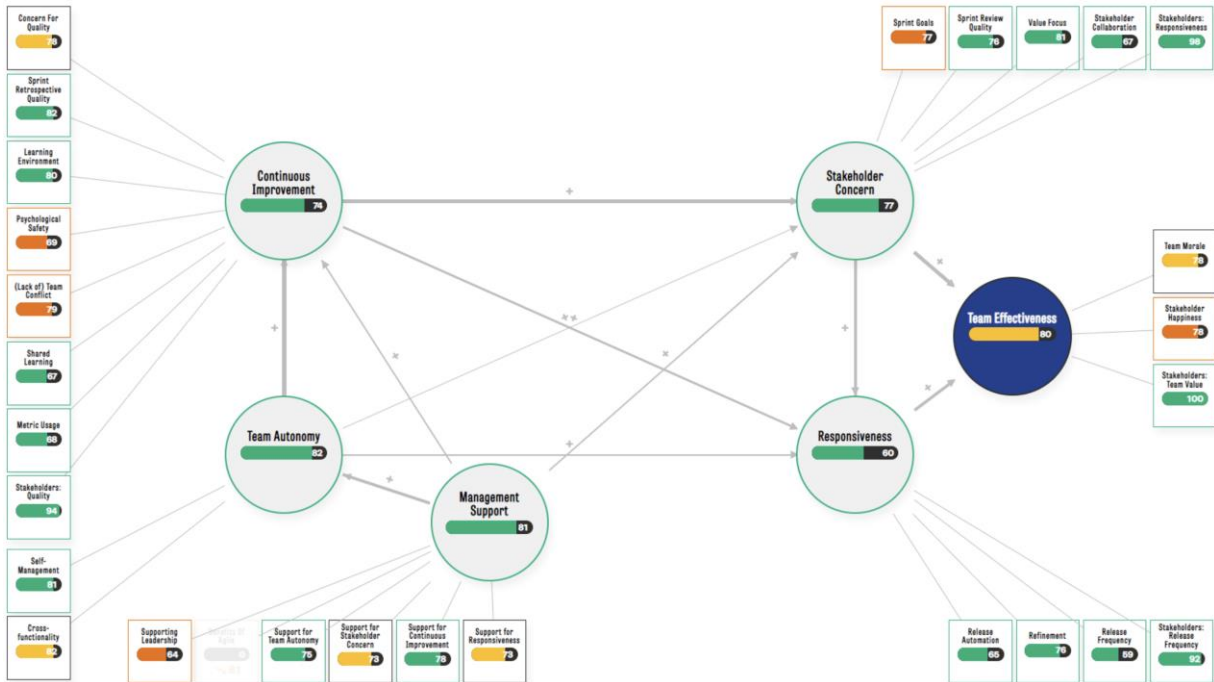 Concern For
Quality
78
Sprint
Retrospective
Quality
82
Learning
Environment
80
Psychological
Safety
69
(Lack of) Team
Conflict
79
Shared
Learning
67
Metric Usage
68
Stakeholders:
Quality
94
Self-
Management
81
Cross-
functionality
82
Continuous
Improvement
74
Team Autonomy
82
Management
Support
81
Supporting
Leadership
64
Support for
Team Autonomy
75
Support for
Stakeholder
Concern
73
Support for
Continuous
Improvement
78
Support for
Responsiveness
73
Sprint Goals
77
Sprint Review
Quality
76
Value Focus
81
Stakeholder
Collaboration
67
Stakeholders:
Responsiveness
98
Stakeholder
Concern
77
Team Effectiveness
80
Responsiveness
60
Team Morale
78
Stakeholder
Happiness
78
Stakeholders:
Team Value
100
Release
Automation
65
Refinement
76
Release
Frequency
59
Stakeholders:
Release
Frequency
92
+
+
++
+
+
+
+
+
+
+